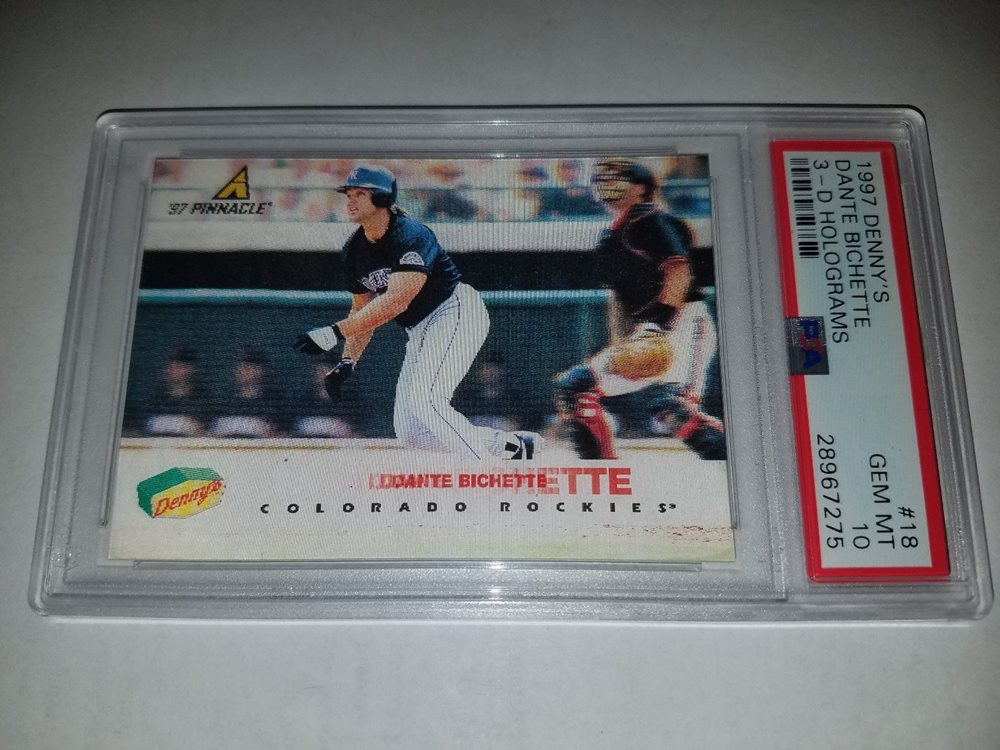 '97 PINNACLE
DANTE BICHETTE
Denny's
COLORADO ROCKIES
1997 DENNY'S
DANTE BICHETTE
3-D HOLOGRAMS
PSA
#18
GEM MT
10
28967275